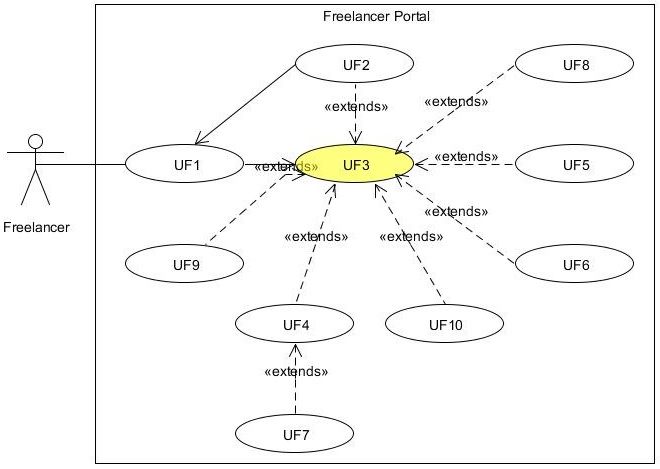 Freelancer Portal
UF2
UF8
«extends»
«extends»
UF1
«extends»
UF3
«extends»
UF5
Freelancer
«extends»
«extends»
«extends»
UF9
UF6
UF4
UF10
«extends»
UF7